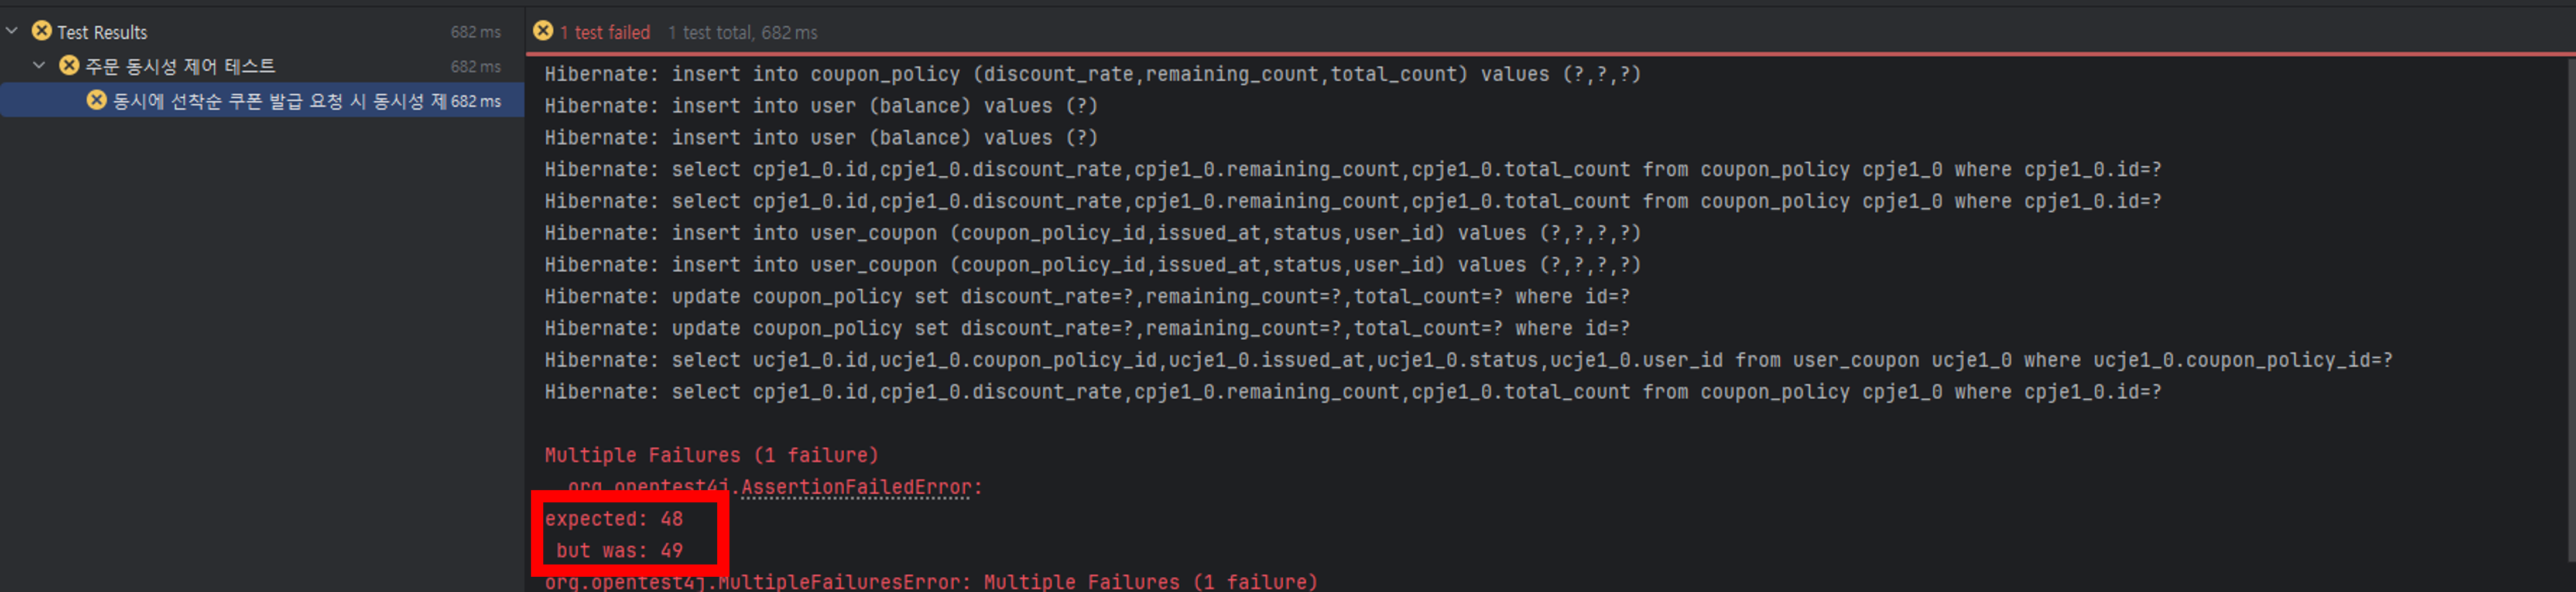 Test Results 682 ms
주문 동시성 제어 테스트 682 ms
동시에 선착순 쿠폰 발급 요청 시 동시성 제 682 ms
1 test failed 1 test total, 682 ms
Hibernate: insert into coupon_policy (discount_rate,remaining_count,total_count) values (?,?,?)
Hibernate: insert into user (balance) values (?)
Hibernate: insert into user (balance) values (?)
Hibernate: select cpje1_0.id,cpje1_0.discount_rate,cpje1_0.remaining_count,cpje1_0.total_count from coupon_policy cpje1_0 where cpje1_0.id=?
Hibernate: select cpje1_0.id,cpje1_0.discount_rate,cpje1_0.remaining_count,cpje1_0.total_count from coupon_policy cpje1_0 where cpje1_0.id=?
Hibernate: insert into user_coupon (coupon_policy_id,issued_at,status,user_id) values (?,?,?,?)
Hibernate: insert into user_coupon (coupon_policy_id,issued_at,status,user_id) values (?,?,?,?)
Hibernate: update coupon_policy set discount_rate=?,remaining_count=?,total_count=? where id=?
Hibernate: update coupon_policy set discount_rate=?,remaining_count=?,total_count=? where id=?
Hibernate: select ucje1_0.id,ucje1_0.coupon_policy_id,ucje1_0.issued_at,ucje1_0.status,ucje1_0.user_id from user_coupon ucje1_0 where ucje1_0.coupon_policy_id=?
Hibernate: select cpje1_0.id,cpje1_0.discount_rate,cpje1_0.remaining_count,cpje1_0.total_count from coupon_policy cpje1_0 where cpje1_0.id=?
Multiple Failures (1 failure)
org.opentest4j.AssertionFailedError:
expected: 48
but was: 49
org.opentest4j.MultipleFailuresError: Multiple Failures (1 failure)